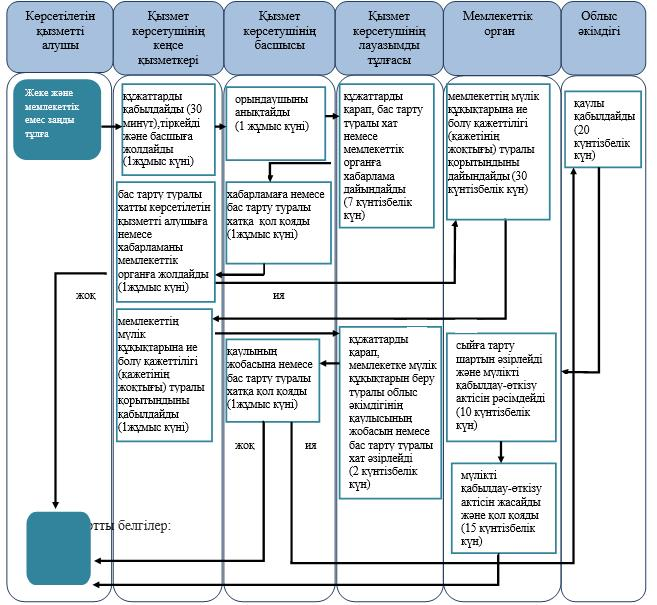 Көрсетілетін
қызметті
алушы
Қызмет
көрсетушінің
кеңсе
қызметкері
Қызмет
көрсетушінің
басшысы
Қызмет
көрсетушінің
лауазымды
тұлғасы
Мемлекеттік
орган
Облыс
әкімдігі
Жеке және
мемлекеттік
емес заңды
тұлға
құжаттарды
қабылдайды (30
минут),тіркейді
және басшыға
жолдайды
(1жұмыс күні)
орындаушыны
анықтайды
(1 жұмыс күні)
құжаттарды
қарап, бас тарту
туралы хат
немесе
мемлекеттік
органға
хабарлама
дайындайды
(7 күнтізбелік
күн)
мемлекеттің мүлік
құқықтарына ие
болу қажеттілігі
(қажетінің
жоқтығы) туралы
қорытындыны
дайындайды (30
күнтізбелік күн)
қаулы
қабылдайды
(20
күнтізбелік
күн)
бас тарту туралы
хатты көрсетілетін
қызметті алушыға
немесе
хабарламаны
мемлекеттік
органға жолдайды
(1жұмыс күні)
хабарламаға немесе
бас тарту туралы
хатқа қол қояды
(1жұмыс күні)
жоқ
ия
мемлекеттің
мүлік
құқықтарына ие
болу қажеттілігі
(қажетінің
жоқтығы) туралы
қорытындыны
қабылдайды
(1жұмыс күні)
қаулының
жобасына немесе
бас тарту туралы
хатқа қол қояды
(1жұмыс күні)
құжаттарды
қарап,
мемлекетке мүлік
құқықтарын беру
туралы облыс
әкімдігінің
қаулысының
жобасын немесе
бас тарту туралы
хат әзірлейді
(2 күнтізбелік
күн)
сыйға тарту
шартын әзірлейді
және мүлікті
қабылдау-өткізу
актісін рәсімдейді
(10 күнтізбелік
күн)
жоқ
ия
мүлікті
қабылдау-өткізу
актісін жасайды
және қол қояды
(15 күнтізбелік
күн)
отты белгілер: